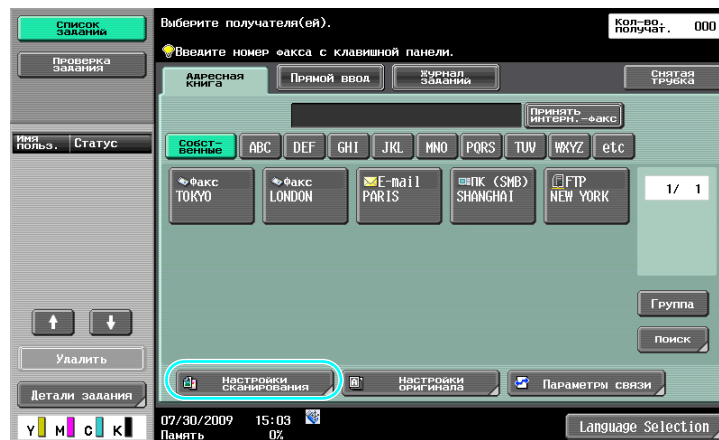 Список
заданий
Проверка
задания
Имя
польз.
Статус
Удалить
Детали задания
Y M C K
Выберите получателя(ей).
Кол-во.
получат.
000
Введите номер факса с клавишной панели.
Адресная
книга
Прямой ввод
Журнал
заданий
Снятая
трубка
Принять
интерн.-факс
Собст-
венные
ABC
DEF
GHI
JKL
MNO
PQRS
TUV
WXYZ
etc
Факс
TOKYO
Факс
LONDON
E-mail
PARIS
ПК (SMB)
SHANGHAI
FTP
NEW YORK
1/ 1
Группа
Поиск
Настройки
сканирования
Настройки
оригинала
Параметры связи
07/30/2009 15:03
Память 0%
Language Selection